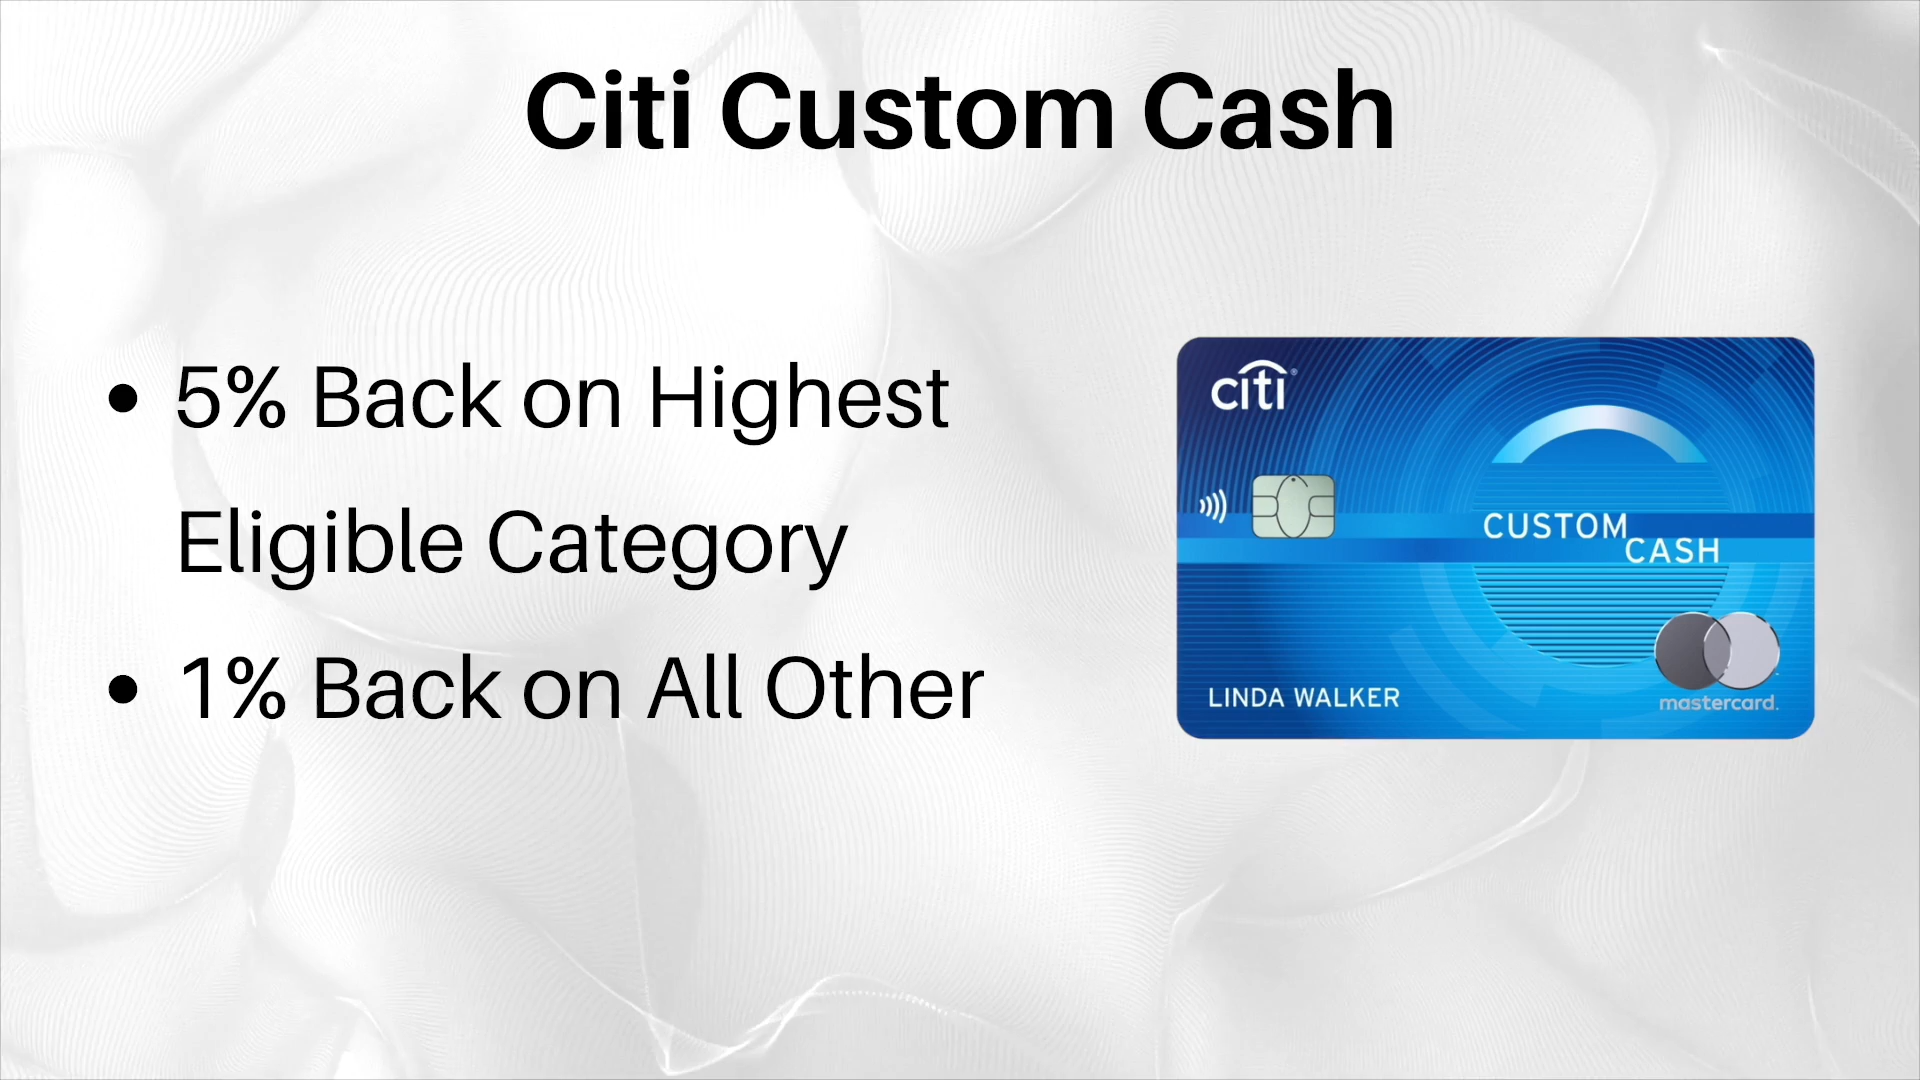 Citi Custom Cash
• 5% Back on Highest
Eligible Category
• 1% Back on All Other
citi®
CUSTOM
CASH
LINDA WALKER
mastercard.